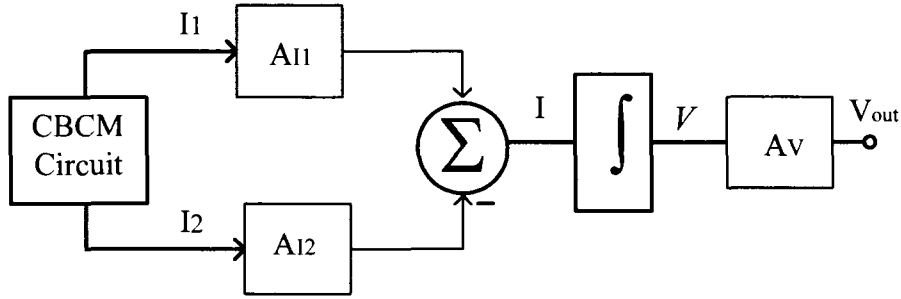 I1
AI1
CBCM
Circuit
Σ
−
I
∫
V
AV
Vout
I2
AI2